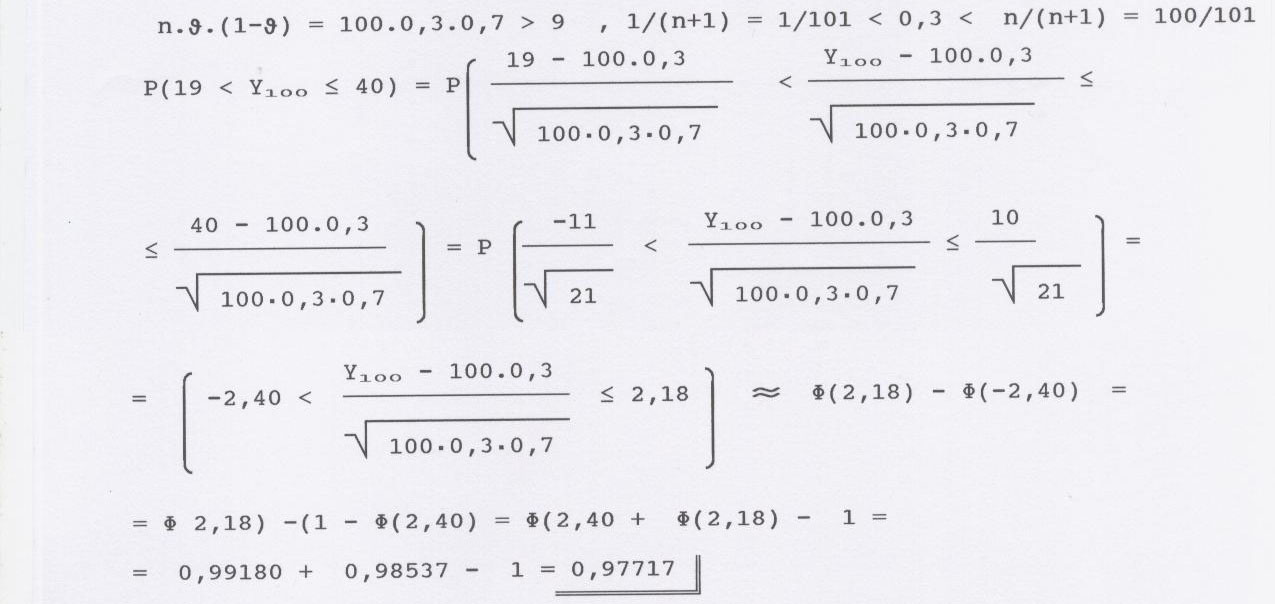 n.ϑ.(1-ϑ) = 100.0,3.0,7 > 9 , 1/(n+1) = 1/101 < 0,3 < n/(n+1) = 100/101
P(19 < Y₁₀₀ ≤ 40) = P( (19 - 100.0,3)/√(100·0,3·0,7) < (Y₁₀₀ - 100.0,3)/√(100·0,3·0,7) ≤
≤ (40 - 100.0,3)/√(100·0,3·0,7) ) = P( -11/√21 < (Y₁₀₀ - 100.0,3)/√(100·0,3·0,7) ≤ 10/√21 ) =
= ( -2,40 < (Y₁₀₀ - 100.0,3)/√(100·0,3·0,7) ≤ 2,18 ) ≈ Φ(2,18) - Φ(-2,40) =
= Φ 2,18) -(1 - Φ(2,40) = Φ(2,40 + Φ(2,18) - 1 =
= 0,99180 + 0,98537 - 1 = 0,97717